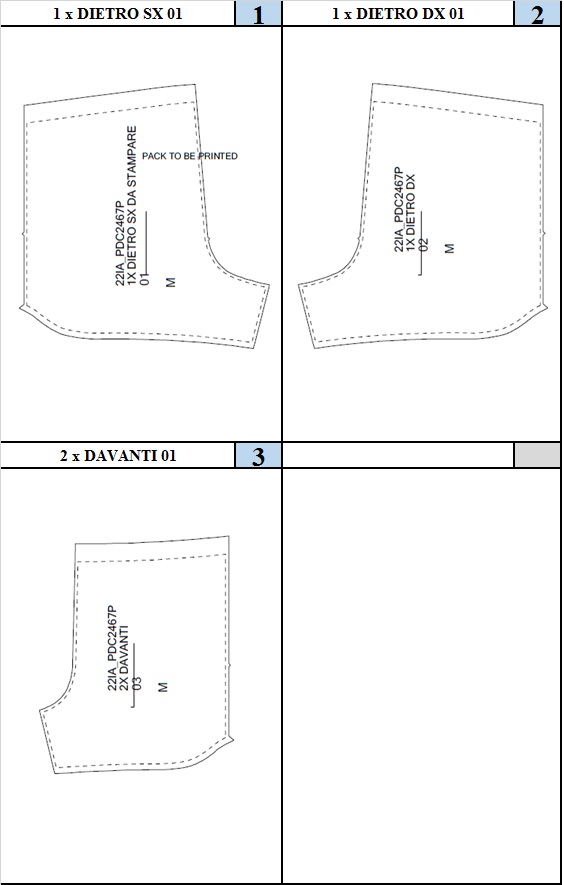 1 x DIETRO SX 01
1
1 x DIETRO DX 01
2
PACK TO BE PRINTED
22IA_PDC2467P
1X DIETRO SX DA STAMPARE
01
M
22IA_PDC2467P
1X DIETRO DX
02
M
2 x DAVANTI 01
3
22IA_PDC2467P
2X DAVANTI
03
M